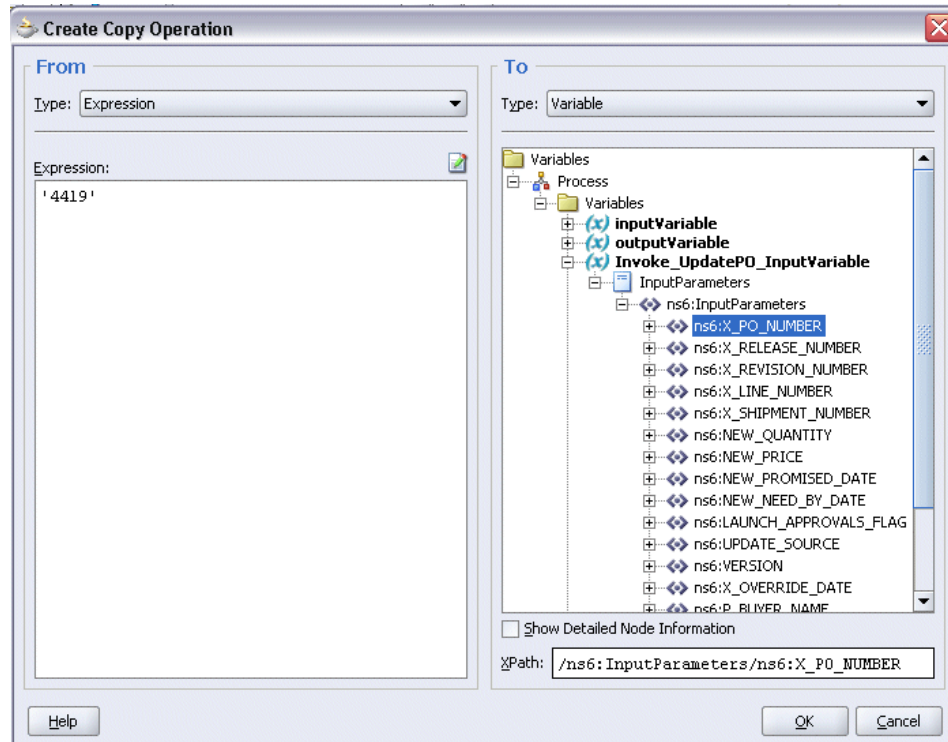 Create Copy Operation
From
Type: Expression
Expression:
'4419'
To
Type: Variable
Variables
Process
Variables
inputVariable
outputVariable
Invoke_UpdatePO_InputVariable
InputParameters
ns6:InputParameters
ns6:X_PO_NUMBER
ns6:X_RELEASE_NUMBER
ns6:X_REVISION_NUMBER
ns6:X_LINE_NUMBER
ns6:X_SHIPMENT_NUMBER
ns6:NEW_QUANTITY
ns6:NEW_PRICE
ns6:NEW_PROMISED_DATE
ns6:NEW_NEED_BY_DATE
ns6:LAUNCH_APPROVALS_FLAG
ns6:UPDATE_SOURCE
ns6:VERSION
ns6:X_OVERRIDE_DATE
ns6:P_BUYER_NAME
Show Detailed Node Information
XPath: /ns6:InputParameters/ns6:X_PO_NUMBER
Help
OK
Cancel